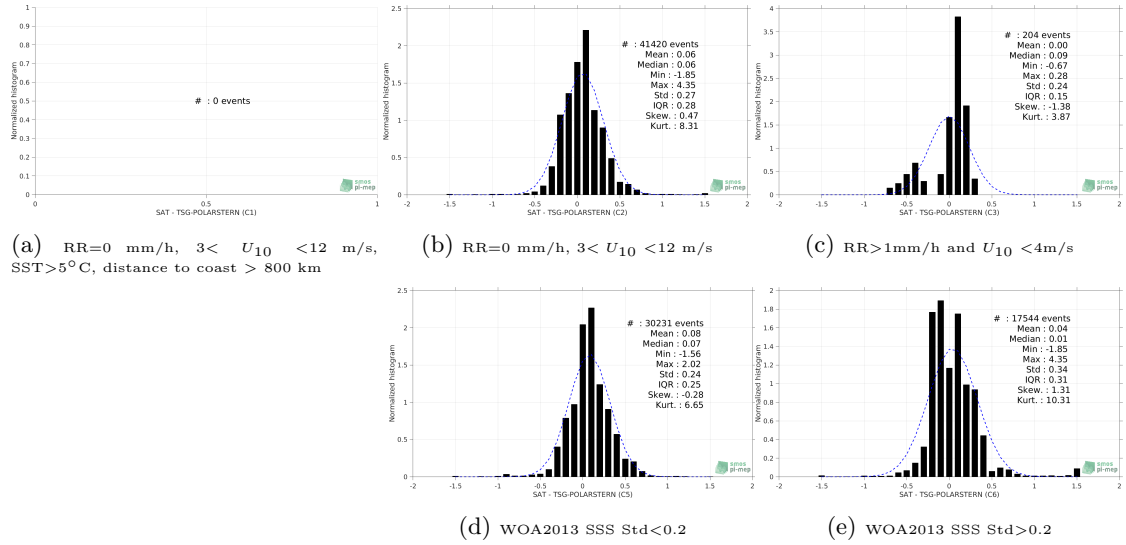 1
0.9
0.8
0.7
0.6
0.5
0.4
0.3
0.2
0.1
0
Normalized histogram
# : 0 events
0 0.5 1
SAT - TSG-POLARSTERN (C1)
smos
pi-mep
(a) RR=0 mm/h, 3< U10 <12 m/s,
SST>5°C, distance to coast > 800 km
2.5
2
1.5
1
0.5
0
Normalized histogram
# : 41420 events
Mean : 0.06
Median : 0.06
Min : -1.85
Max : 4.35
Std : 0.27
IQR : 0.28
Skew. : 0.47
Kurt. : 8.31
-2 -1.5 -1 -0.5 0 0.5 1 1.5 2
SAT - TSG-POLARSTERN (C2)
smos
pi-mep
(b) RR=0 mm/h, 3< U10 <12 m/s
4
3.5
3
2.5
2
1.5
1
0.5
0
Normalized histogram
# : 204 events
Mean : 0.00
Median : 0.09
Min : -0.67
Max : 0.28
Std : 0.24
IQR : 0.15
Skew. : -1.38
Kurt. : 3.87
-2 -1.5 -1 -0.5 0 0.5 1 1.5 2
SAT - TSG-POLARSTERN (C3)
smos
pi-mep
(c) RR>1mm/h and U10 <4m/s
2.5
2
1.5
1
0.5
0
Normalized histogram
# : 30231 events
Mean : 0.08
Median : 0.07
Min : -1.56
Max : 2.02
Std : 0.24
IQR : 0.25
Skew. : -0.28
Kurt. : 6.65
-2 -1.5 -1 -0.5 0 0.5 1 1.5 2
SAT - TSG-POLARSTERN (C5)
smos
pi-mep
(d) WOA2013 SSS Std<0.2
2
1.8
1.6
1.4
1.2
1
0.8
0.6
0.4
0.2
0
Normalized histogram
# : 17544 events
Mean : 0.04
Median : 0.01
Min : -1.85
Max : 4.35
Std : 0.34
IQR : 0.31
Skew. : 1.31
Kurt. : 10.31
-2 -1.5 -1 -0.5 0 0.5 1 1.5 2
SAT - TSG-POLARSTERN (C6)
smos
pi-mep
(e) WOA2013 SSS Std>0.2